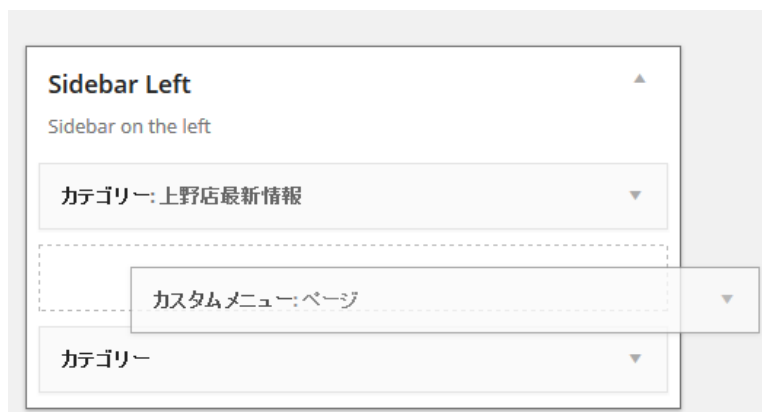 Sidebar Left
Sidebar on the left
カテゴリー: 上野店最新情報
カスタムメニュー: ページ
カテゴリー